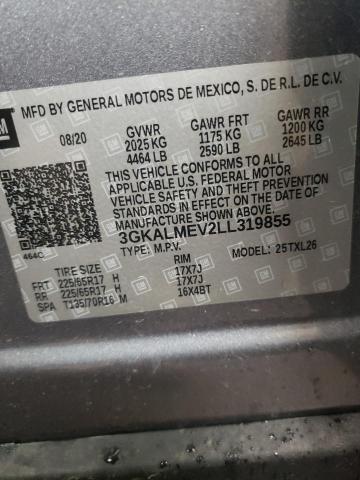 GM
MFD BY GENERAL MOTORS DE MEXICO, S. DE R.L. DE C.V.
08/20 GVWR GAWR FRT GAWR RR
2025 KG 1175 KG 1200 KG
4464 LB 2590 LB 2645 LB
THIS VEHICLE CONFORMS TO ALL
APPLICABLE U.S. FEDERAL MOTOR
VEHICLE SAFETY, BUMPER, AND THEFT
PREVENTION STANDARDS IN EFFECT ON
THE DATE OF MANUFACTURE SHOWN ABOVE.
3GKALMEV2LL319855
464C TYPE: M.P.V. MODEL: 25TXL26
TIRE SIZE RIM
FRT 225/65R17 H 17X7J
RR 225/65R17 H 17X7J
SPA T135/70R16 M 16X4BT